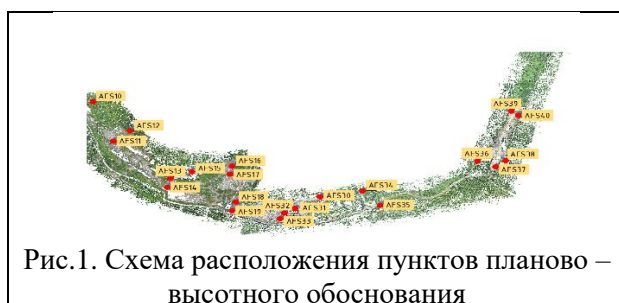 AFS10
AFS12
AFS11
AFS13
AFS15
AFS14
AFS16
AFS17
AFS18
AFS19
AFS32
AFS31
AFS33
AFS30
AFS34
AFS35
AFS36
AFS39
AFS40
AFS38
AFS37
Рис.1. Схема расположения пунктов планово –
высотного обоснования